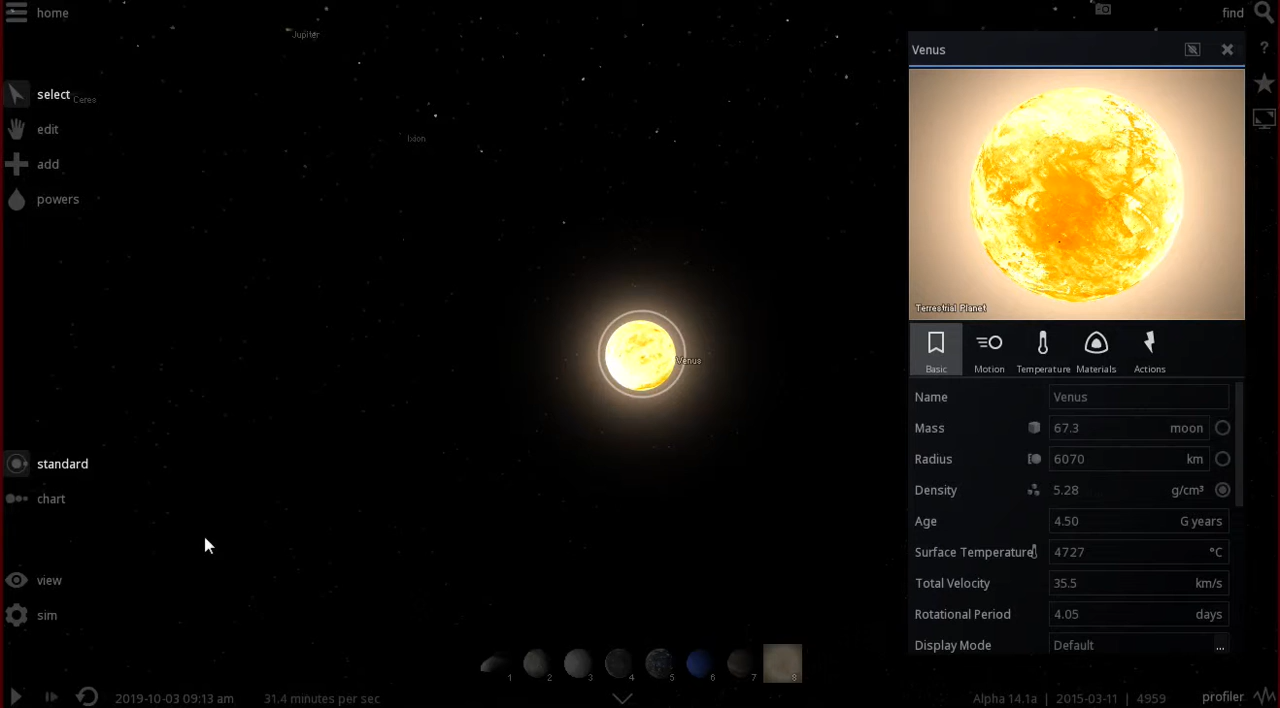 home
find
Jupiter
Venus
?
select
Ceres
edit
Ixion
add
powers
Terrestrial Planet
Venus
Basic
Motion
Temperature
Materials
Actions
Name Venus
Mass 67.3 moon
Radius 6070 km
standard
Density 5.28 g/cm³
chart
Age 4.50 G years
Surface Temperature 4727 °C
view
Total Velocity 35.5 km/s
sim
Rotational Period 4.05 days
Display Mode Default ...
1 2 3 4 5 6 7 8
2019-10-03 09:13 am 31.4 minutes per sec
Alpha 14.1a | 2015-03-11 | 4959
profiler